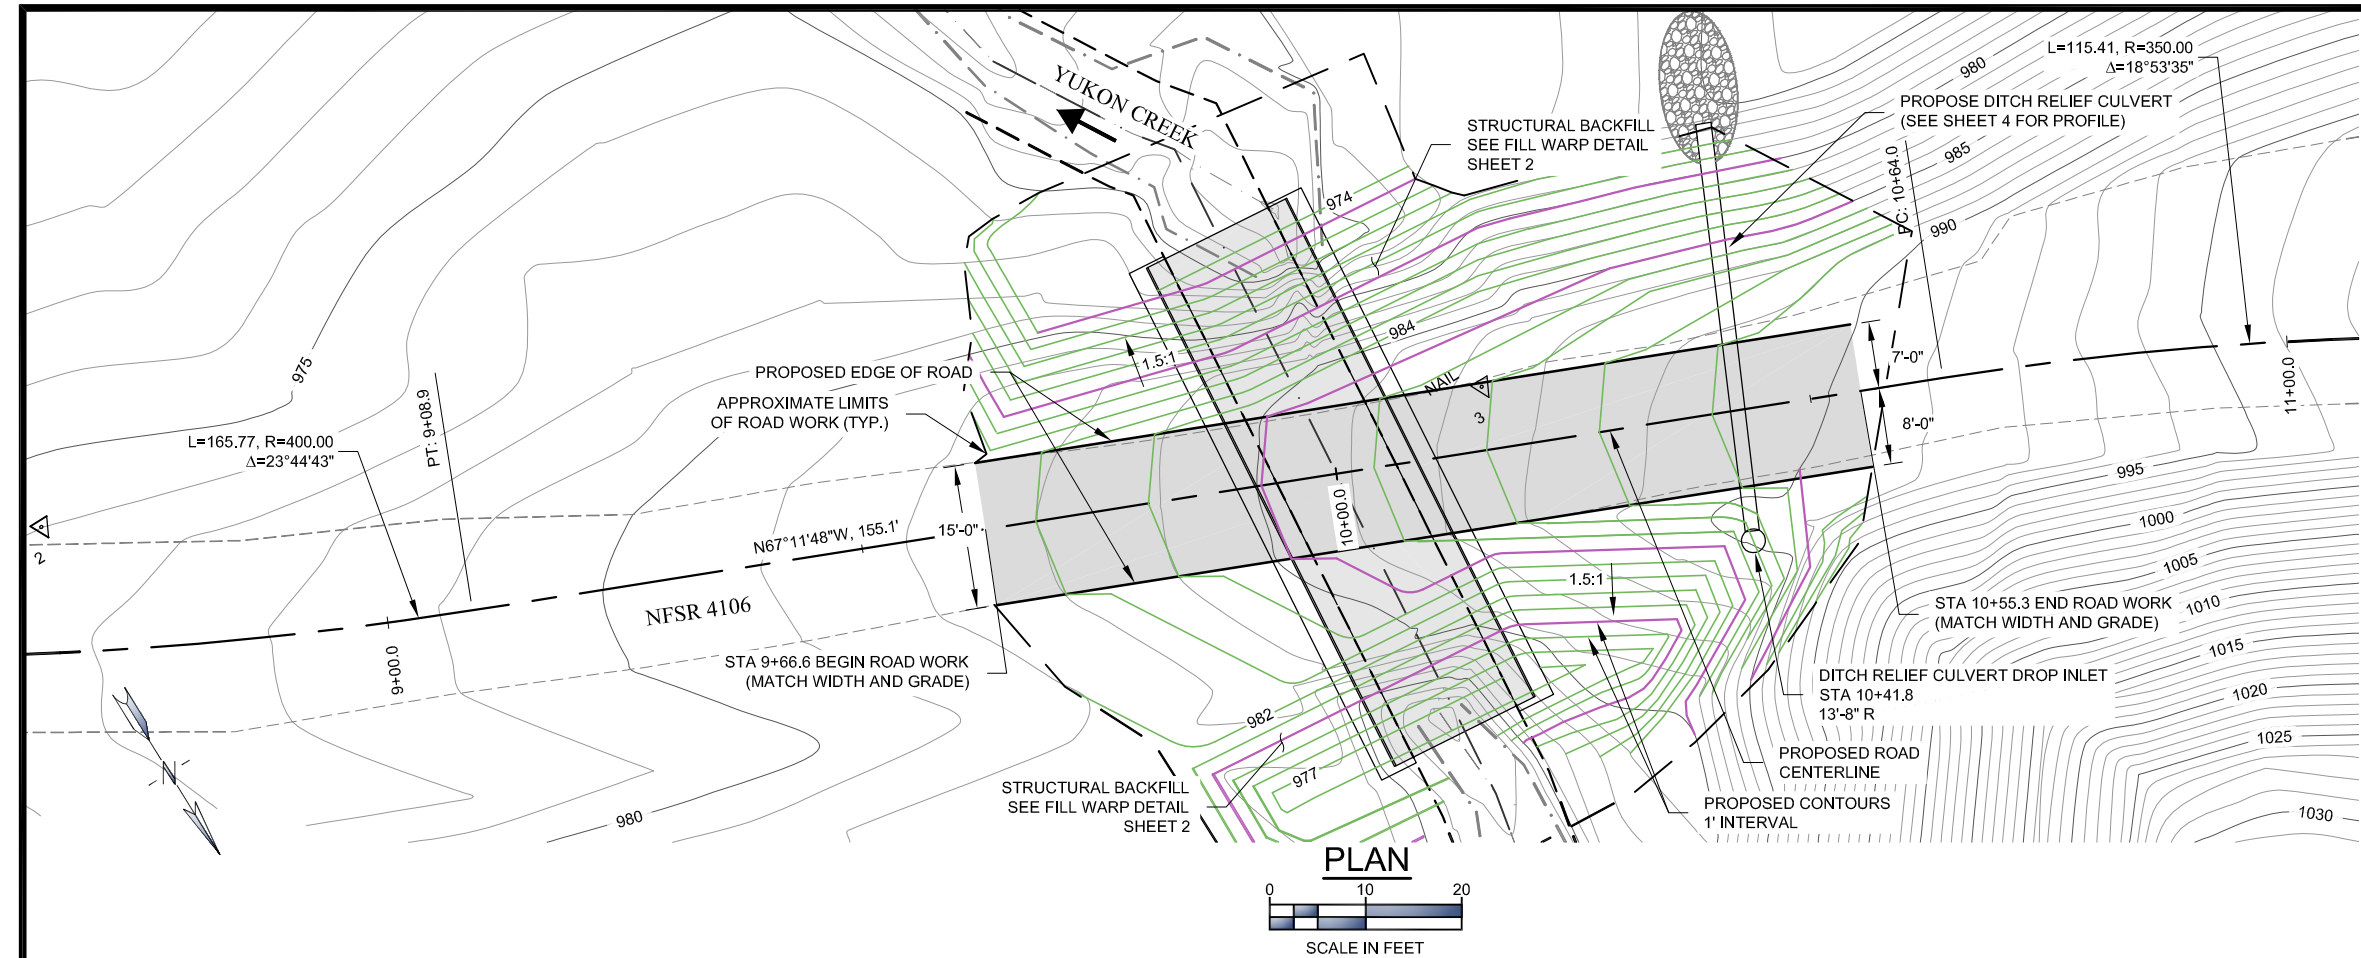 YUKON CREEK
STRUCTURAL BACKFILL
SEE FILL WARP DETAIL
SHEET 2
L=115.41, R=350.00
Δ=18°53'35"
980
PROPOSE DITCH RELIEF CULVERT
(SEE SHEET 4 FOR PROFILE)
985
PC: 10+64.0
990
974
984
975
1.5:1
PROPOSED EDGE OF ROAD
APPROXIMATE LIMITS
OF ROAD WORK (TYP.)
NAIL
3
7'-0"
8'-0"
11+00.0
PT: 9+08.9
L=165.77, R=400.00
Δ=23°44'43"
2
N67°11'48"W, 155.1'
15'-0"
10+00.0
995
1000
1005
1010
1015
1020
1025
1030
NFSR 4106
9+00.0
1.5:1
STA 9+66.6 BEGIN ROAD WORK
(MATCH WIDTH AND GRADE)
STA 10+55.3 END ROAD WORK
(MATCH WIDTH AND GRADE)
DITCH RELIEF CULVERT DROP INLET
STA 10+41.8
13'-8" R
N
982
977
980
STRUCTURAL BACKFILL
SEE FILL WARP DETAIL
SHEET 2
PROPOSED ROAD
CENTERLINE
PROPOSED CONTOURS
1' INTERVAL
PLAN
0 10 20
SCALE IN FEET